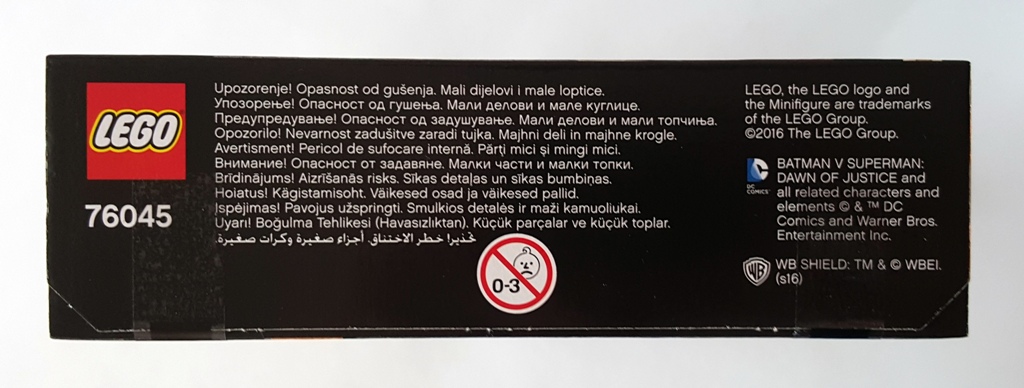 LEGO
76045
Upozorenje! Opasnost od gušenja. Mali dijelovi i male loptice.
Упозорење! Опасност од гушења. Мали делови и мале куглице.
Предупредување! Опасност од задушување. Мали делови и мали топчиња.
Opozorilo! Nevarnost zadušitve zaradi tujka. Majhni deli in majhne krogle.
Avertisment! Pericol de sufocare internă. Părți mici și mingi mici.
Внимание! Опасност от задавяне. Малки части и малки топки.
Brīdinājums! Aizrīšanās risks. Sīkas detaļas un sīkas bumbiņas.
Hoiatus! Kägistamisoht. Väikesed osad ja väikesed pallid.
Įspėjimas! Pavojus užspringti. Smulkios detalės ir maži kamuoliukai.
Uyarı! Boğulma Tehlikesi (Havasızlıktan). Küçük parçalar ve küçük toplar.
تحذير! خطر الاختناق. أجزاء صغيرة وكرات صغيرة.
0-3
LEGO, the LEGO logo and
the Minifigure are trademarks
of the LEGO Group.
©2016 The LEGO Group.
DC
COMICS
BATMAN V SUPERMAN:
DAWN OF JUSTICE and
all related characters and
elements © & ™ DC
Comics and Warner Bros.
Entertainment Inc.
WB
WB SHIELD: TM & © WBEI.
(s16)